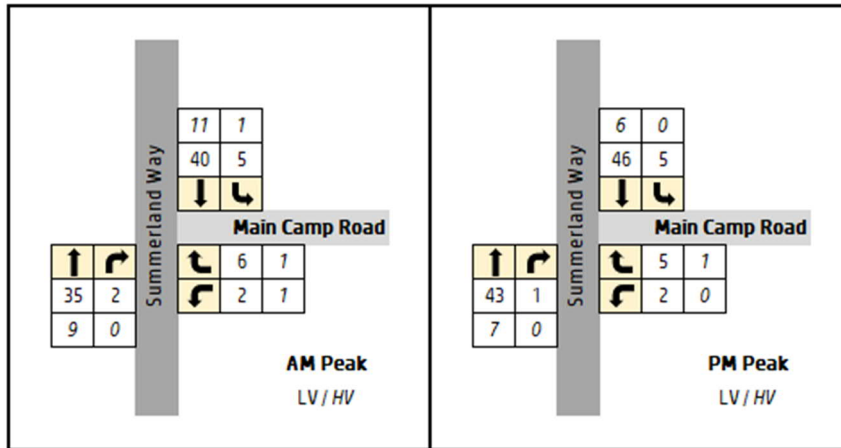 11 1
40 5
Summerland Way
Main Camp Road
6 1
35 2
2 1
9 0
AM Peak
LV / HV
6 0
46 5
Summerland Way
Main Camp Road
5 1
43 1
2 0
7 0
PM Peak
LV / HV